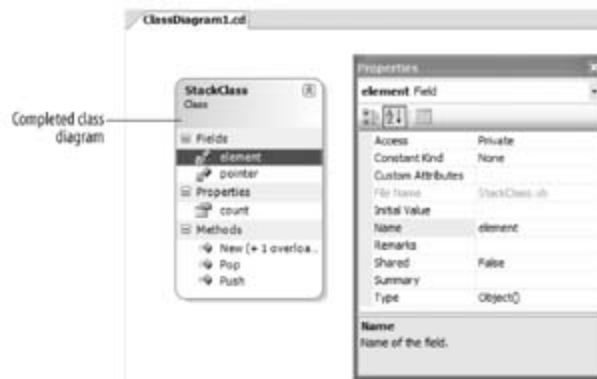 ClassDiagram1.cd
Completed class
diagram
StackClass
Class
Fields
element
pointer
Properties
count
Methods
New (+ 1 overloa...
Pop
Push
Properties
element Field
Access Private
Constant Kind None
Custom Attributes
File Name StackClass.vb
Initial Value
Name element
Remarks
Shared False
Summary
Type Object()
Name
Name of the field.